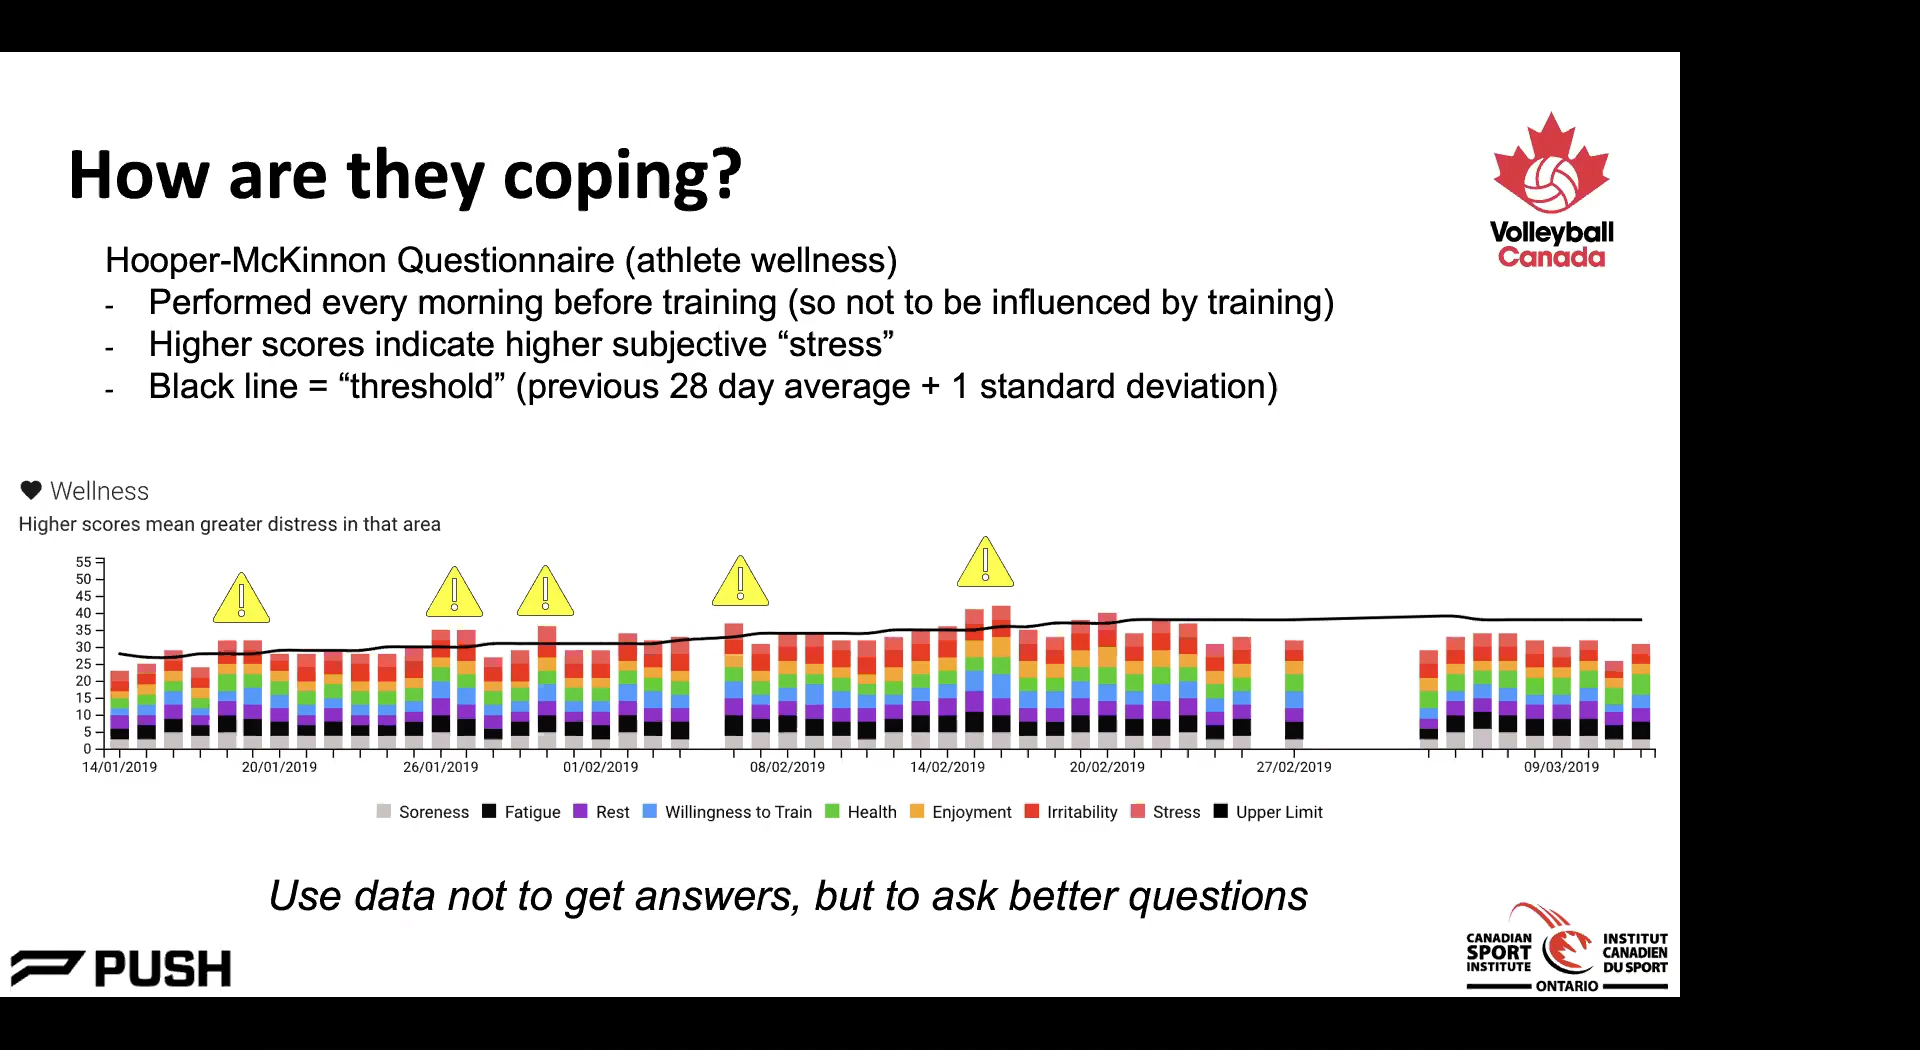 How are they coping?
Volleyball
Canada
Hooper-McKinnon Questionnaire (athlete wellness)
- Performed every morning before training (so not to be influenced by training)
- Higher scores indicate higher subjective “stress”
- Black line = “threshold” (previous 28 day average + 1 standard deviation)
Wellness
Higher scores mean greater distress in that area
55
50
45
40
35
30
25
20
15
10
5
0
14/01/2019 20/01/2019 26/01/2019 01/02/2019 08/02/2019 14/02/2019 20/02/2019 27/02/2019 09/03/2019
Soreness Fatigue Rest Willingness to Train Health Enjoyment Irritability Stress Upper Limit
Use data not to get answers, but to ask better questions
PUSH
CANADIAN
SPORT
INSTITUTE
INSTITUT
CANADIEN
DU SPORT
ONTARIO